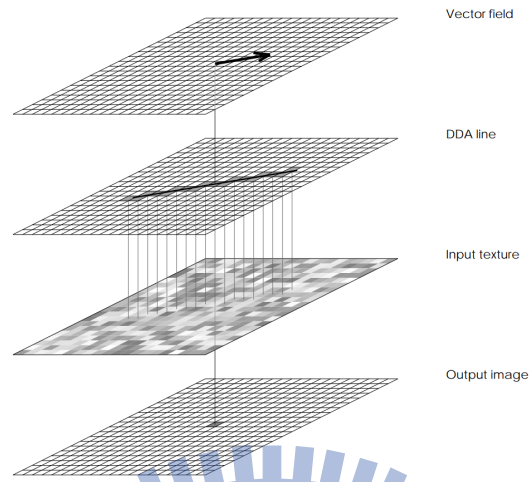 Vector field
DDA line
Input texture
Output image